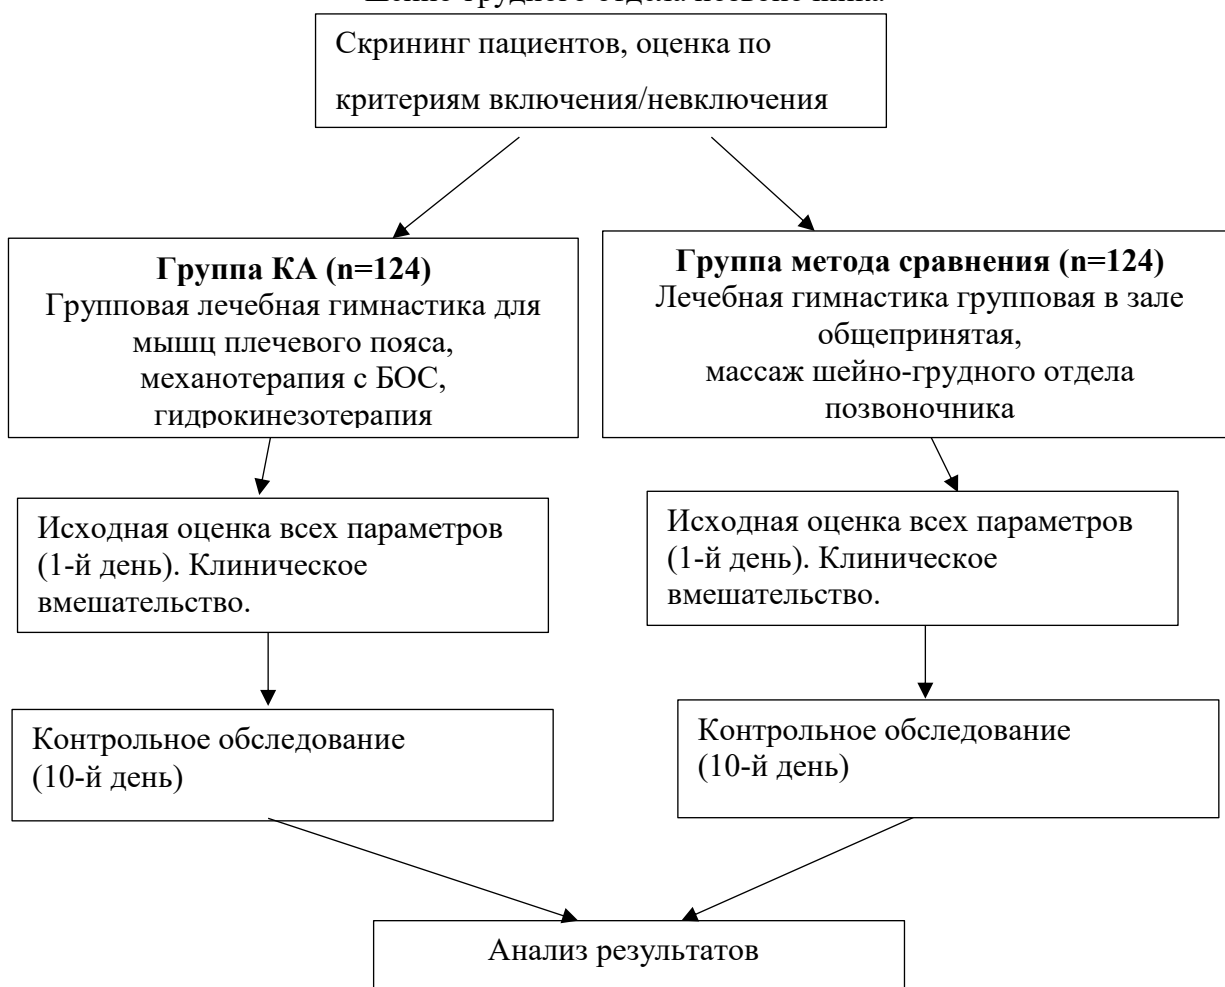 Скрининг пациентов, оценка по
критериям включения/невключения
Группа КА (n=124)
Групповая лечебная гимнастика для
мышц плечевого пояса,
механотерапия с БОС,
гидрокинезотерапия
Группа метода сравнения (n=124)
Лечебная гимнастика групповая в зале
общепринятая,
массаж шейно-грудного отдела
позвоночника
Исходная оценка всех параметров
(1-й день). Клиническое
вмешательство.
Исходная оценка всех параметров
(1-й день). Клиническое
вмешательство.
Контрольное обследование
(10-й день)
Контрольное обследование
(10-й день)
Анализ результатов